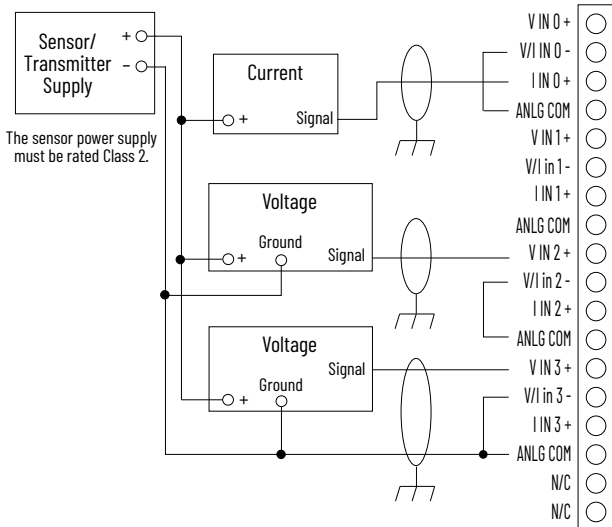 Sensor/
Transmitter
Supply
+
-
The sensor power supply
must be rated Class 2.
Current
+
Signal
Voltage
Ground
+
Signal
Voltage
Signal
Ground
+
V IN 0 +
V/I IN 0 -
I IN 0 +
ANLG COM
V IN 1 +
V/I in 1 -
I IN 1 +
ANLG COM
V IN 2 +
V/I in 2 -
I IN 2 +
ANLG COM
V IN 3 +
V/I in 3 -
I IN 3 +
ANLG COM
N/C
N/C